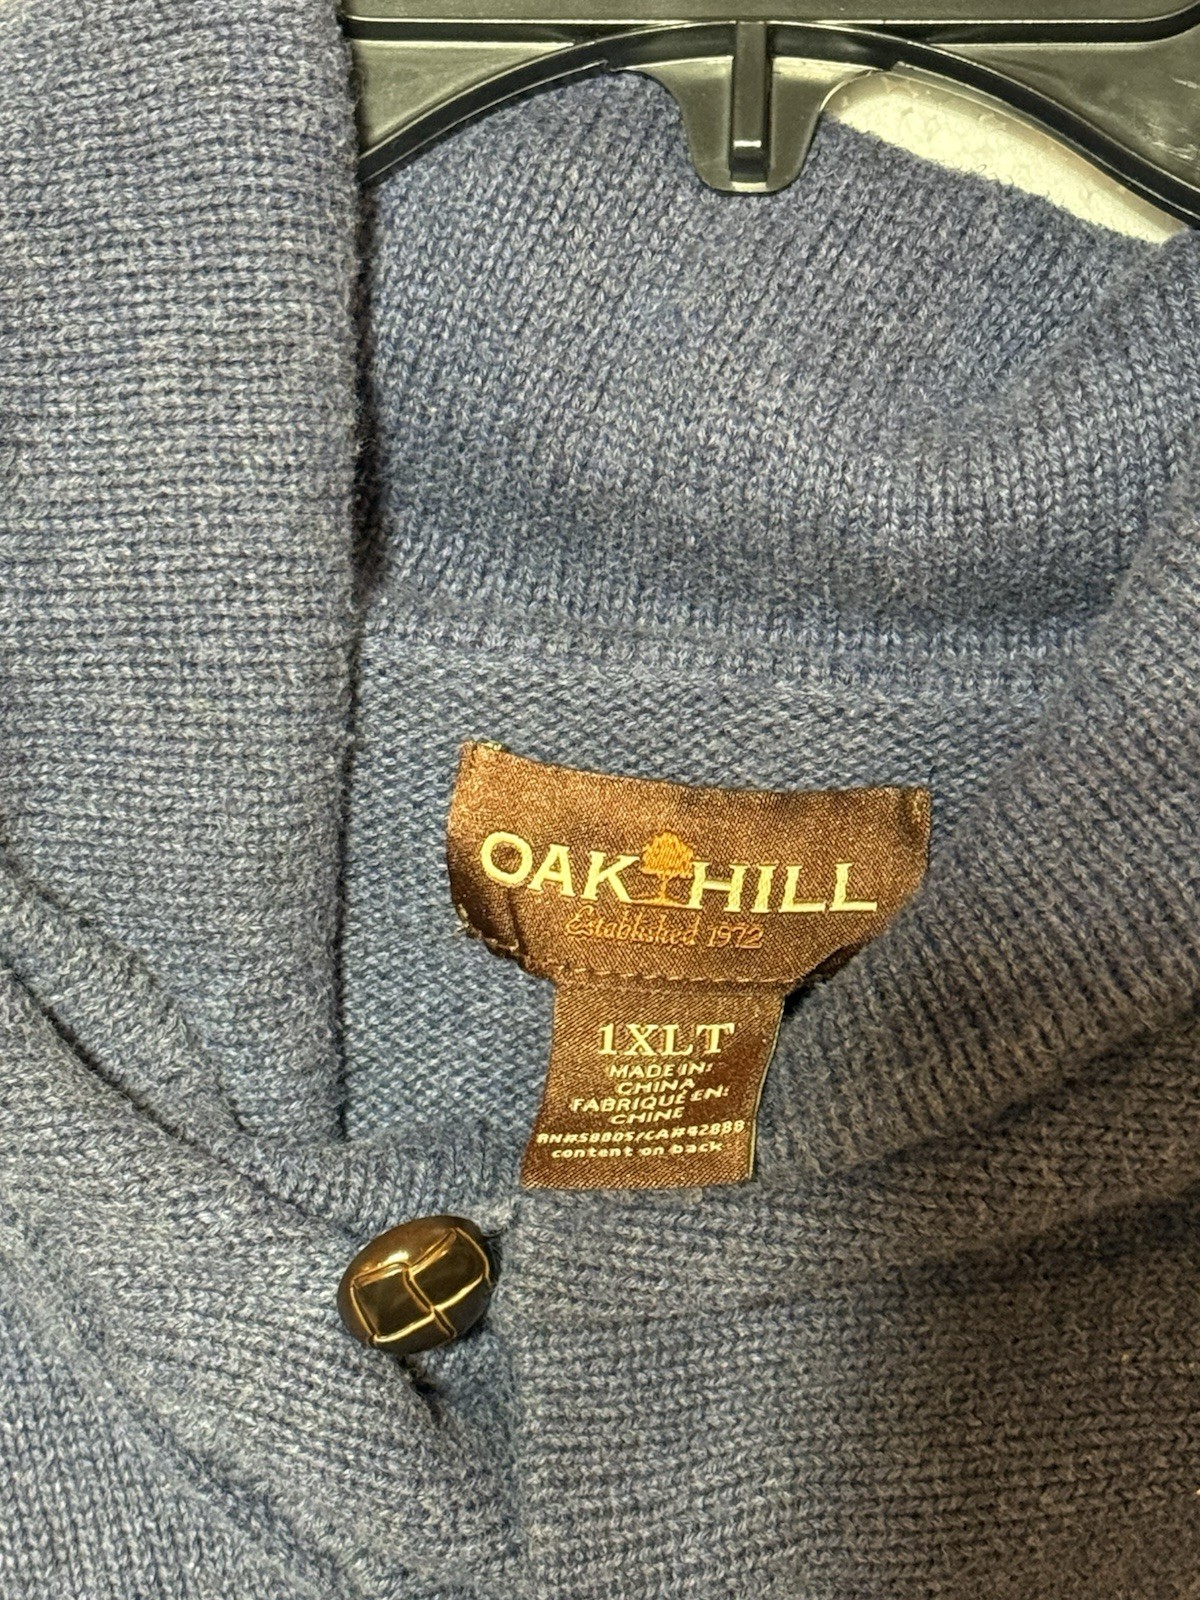 OAK HILL
Established 1972
1XLT
MADE IN:
CHINA
FABRIQUÉ EN:
CHINE
RN#58805/CA#42888
content on back